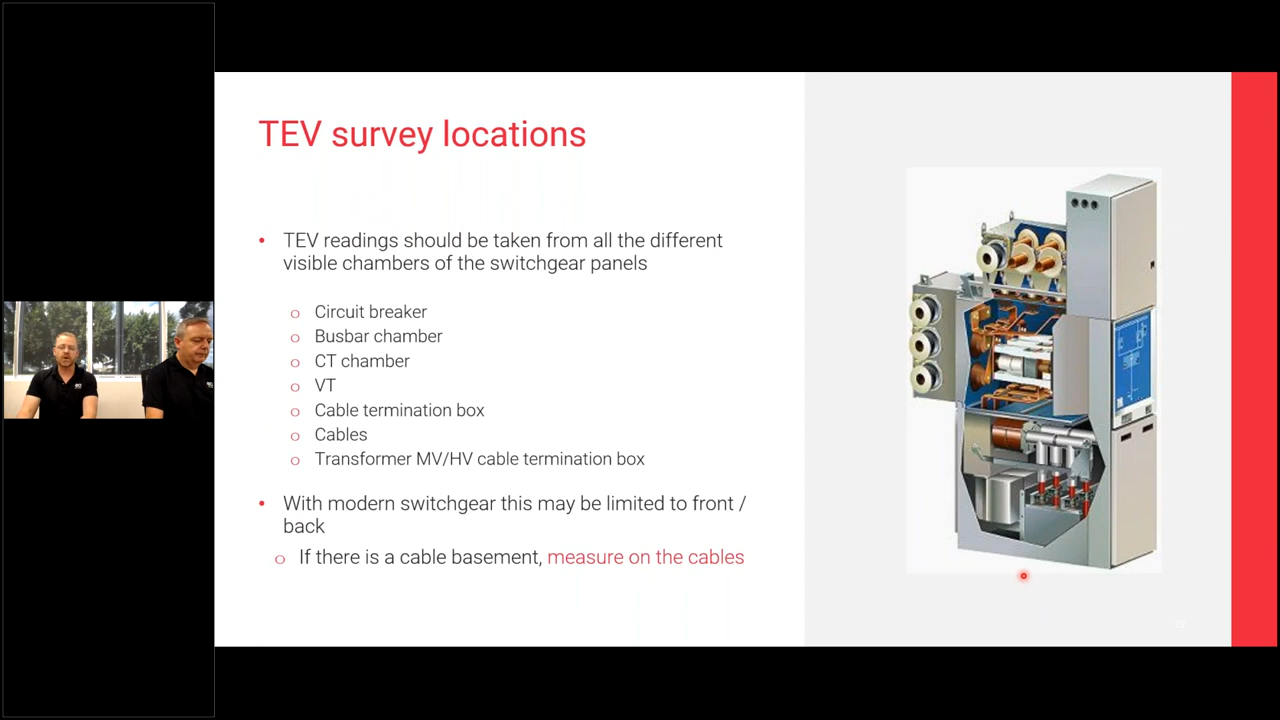 TEV survey locations
• TEV readings should be taken from all the different
visible chambers of the switchgear panels
o Circuit breaker
o Busbar chamber
o CT chamber
o VT
o Cable termination box
o Cables
o Transformer MV/HV cable termination box
• With modern switchgear this may be limited to front /
back
o If there is a cable basement, measure on the cables